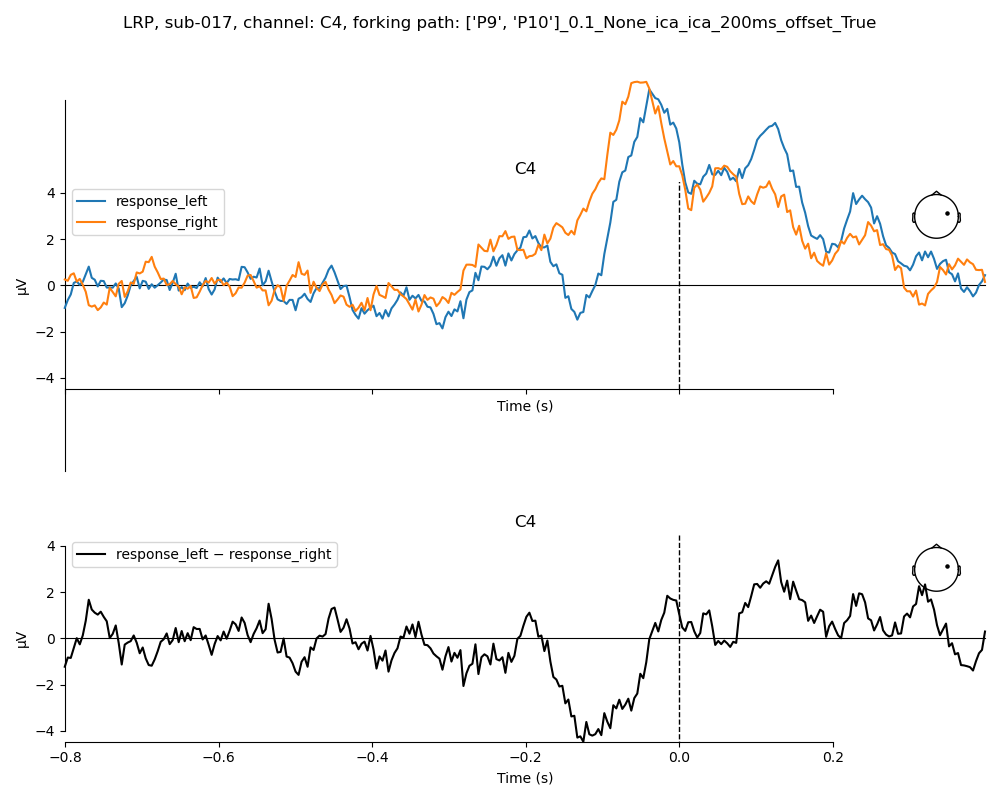 LRP, sub-017, channel: C4, forking path: ['P9', 'P10']_0.1_None_ica_ica_200ms_offset_True
C4
4
2
0
−2
−4
µV
response_left
response_right
Time (s)
C4
4
2
0
−2
−4
µV
response_left − response_right
−0.8 −0.6 −0.4 −0.2 0.0 0.2
Time (s)